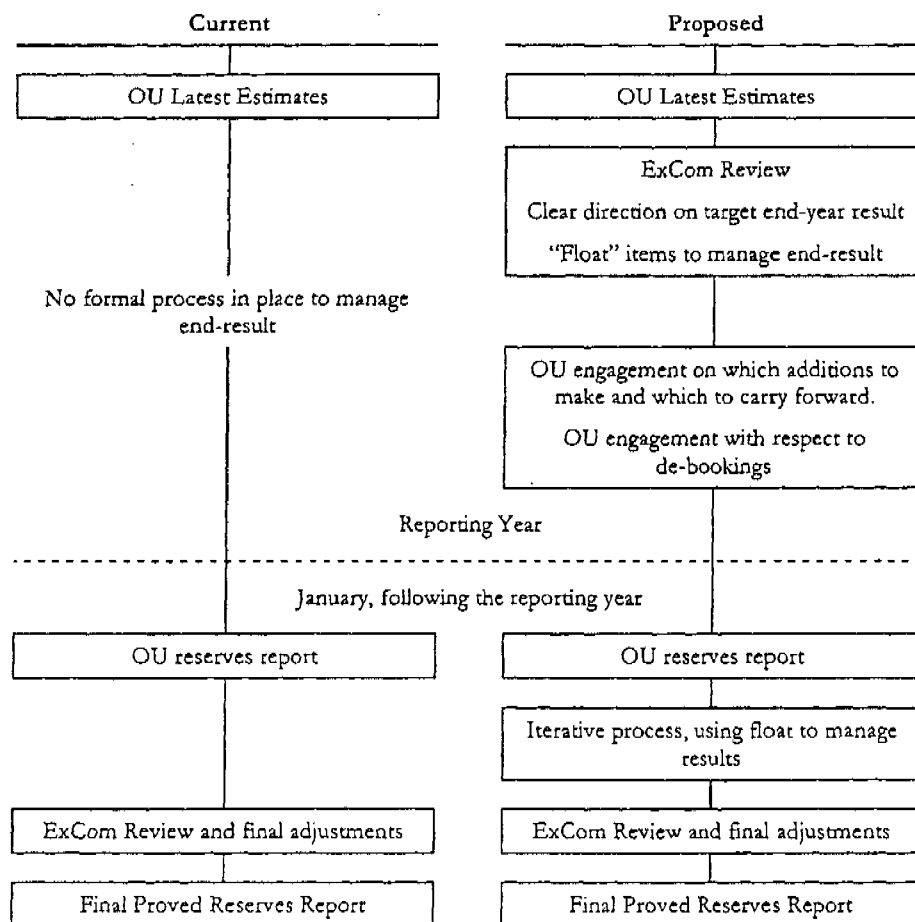 Current
Proposed
OU Latest Estimates
OU Latest Estimates
ExCom Review
Clear direction on target end-year result
“Float” items to manage end-result
No formal process in place to manage
end-result
OU engagement on which additions to
make and which to carry forward.
OU engagement with respect to
de-bookings
Reporting Year
January, following the reporting year
OU reserves report
OU reserves report
Iterative process, using float to manage
results
ExCom Review and final adjustments
ExCom Review and final adjustments
Final Proved Reserves Report
Final Proved Reserves Report